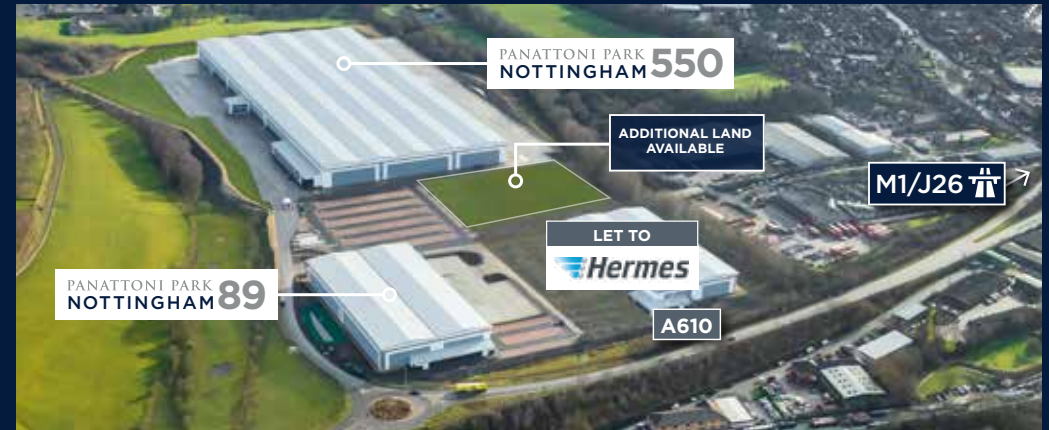 PANATTONI PARK
NOTTINGHAM 550
ADDITIONAL LAND
AVAILABLE
M1/J26
LET TO
Hermes
PANATTONI PARK
NOTTINGHAM 89
A610